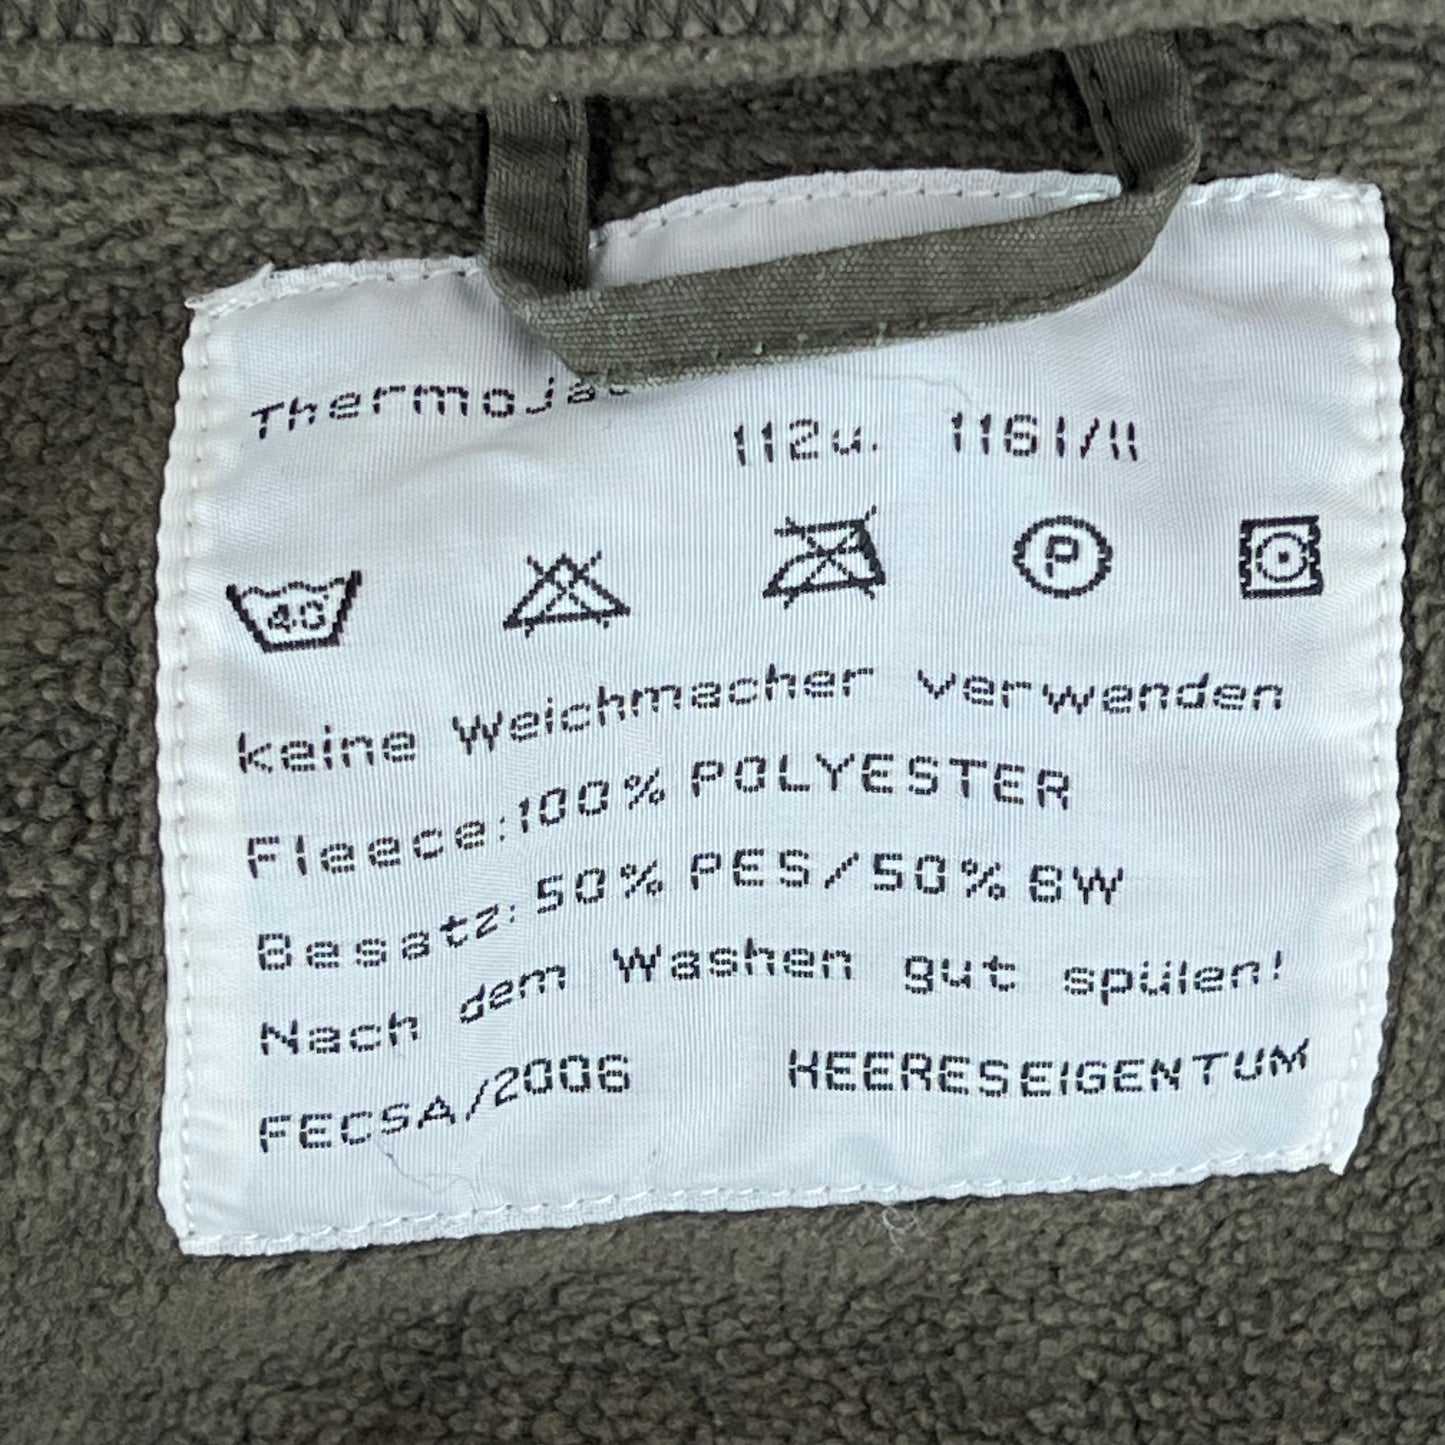 112u. 116I/II
40 P
keine Weichmacher verwenden
Fleece:100% POLYESTER
Besatz: 50% PES/50% BW
Nach dem Washen gut spülen!
FECSA/2006 HEERESEIGENTUM